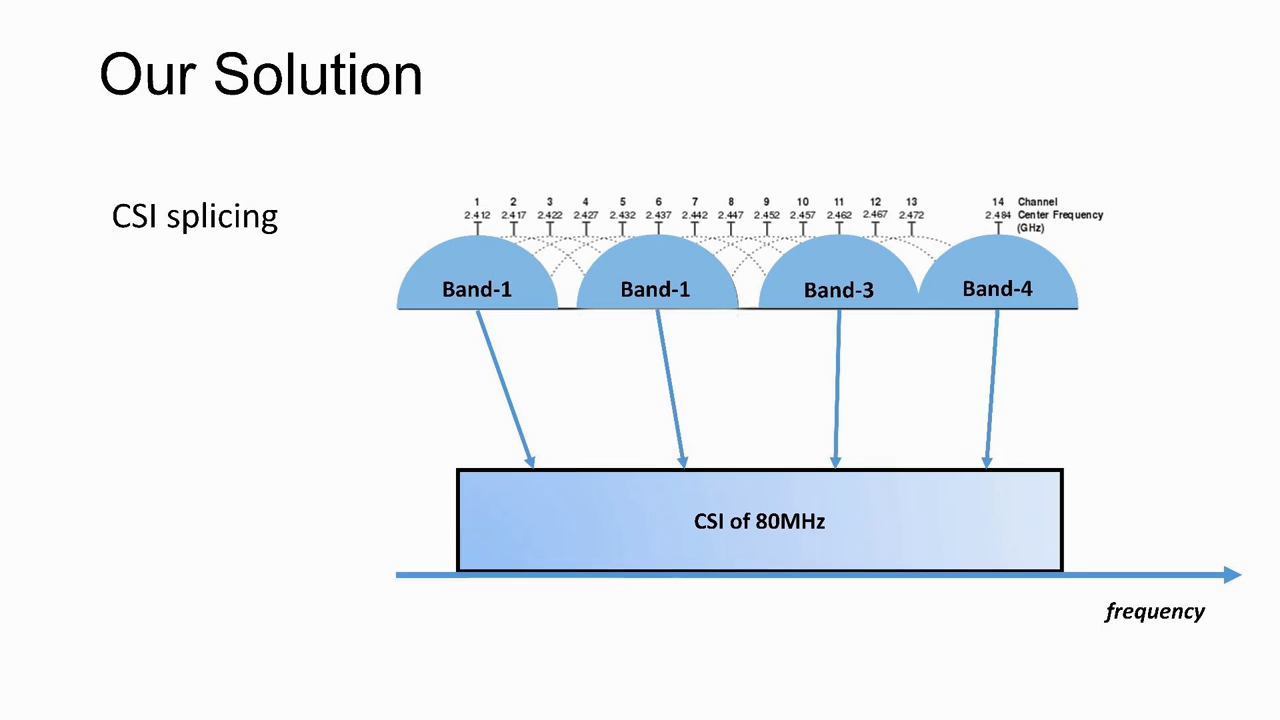 Our Solution
CSI splicing
1 2 3 4 5 6 7 8 9 10 11 12 13 14 Channel
2.412 2.417 2.422 2.427 2.432 2.437 2.442 2.447 2.452 2.457 2.462 2.467 2.472 2.484 Center Frequency
(GHz)
Band-1 Band-1 Band-3 Band-4
CSI of 80MHz
frequency